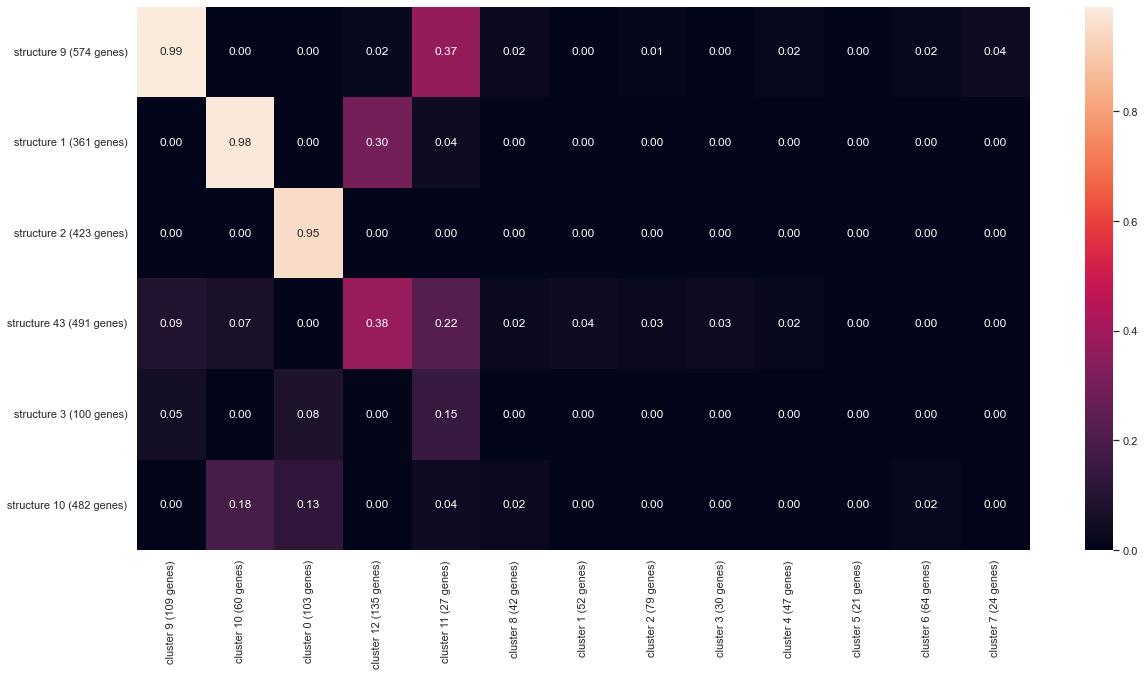 structure 9 (574 genes) 0.99 0.00 0.00 0.02 0.37 0.02 0.00 0.01 0.00 0.02 0.00 0.02 0.04
0.8
structure 1 (361 genes) 0.00 0.98 0.00 0.30 0.04 0.00 0.00 0.00 0.00 0.00 0.00 0.00 0.00
structure 2 (423 genes) 0.00 0.00 0.95 0.00 0.00 0.00 0.00 0.00 0.00 0.00 0.00 0.00 0.00
0.6
structure 43 (491 genes) 0.09 0.07 0.00 0.38 0.22 0.02 0.04 0.03 0.03 0.02 0.00 0.00 0.00
0.4
structure 3 (100 genes) 0.05 0.00 0.08 0.00 0.15 0.00 0.00 0.00 0.00 0.00 0.00 0.00 0.00
0.2
structure 10 (482 genes) 0.00 0.18 0.13 0.00 0.04 0.02 0.00 0.00 0.00 0.00 0.00 0.02 0.00
0.0
cluster 9 (109 genes)
cluster 10 (60 genes)
cluster 0 (103 genes)
cluster 12 (135 genes)
cluster 11 (27 genes)
cluster 8 (42 genes)
cluster 1 (52 genes)
cluster 2 (79 genes)
cluster 3 (30 genes)
cluster 4 (47 genes)
cluster 5 (21 genes)
cluster 6 (64 genes)
cluster 7 (24 genes)